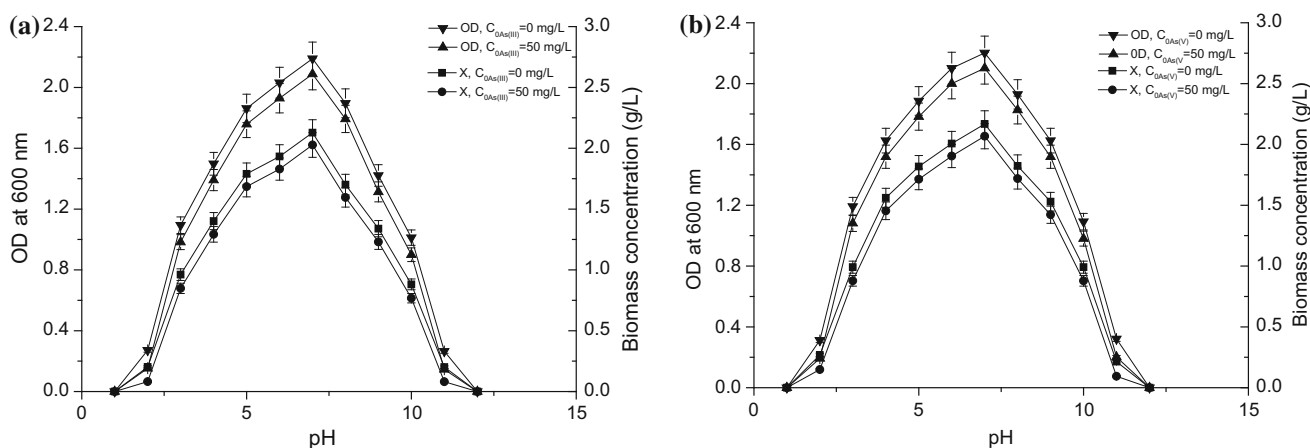 (a)
OD, C0As(III)=0 mg/L
OD, C0As(III)=50 mg/L
X, C0As(III)=0 mg/L
X, C0As(III)=50 mg/L
OD at 600 nm
2.4
2.0
1.6
1.2
0.8
0.4
0.0
3.0
2.5
2.0
1.5
1.0
0.5
0.0
Biomass concentration (g/L)
0
5
10
15
pH
(b)
OD, C0As(V)=0 mg/L
0D, C0As(V=50 mg/L
X, C0As(V)=0 mg/L
X, C0As(V)=50 mg/L
OD at 600 nm
2.4
2.0
1.6
1.2
0.8
0.4
0.0
3.0
2.5
2.0
1.5
1.0
0.5
0.0
Biomass concentration (g/L)
0
5
10
15
pH